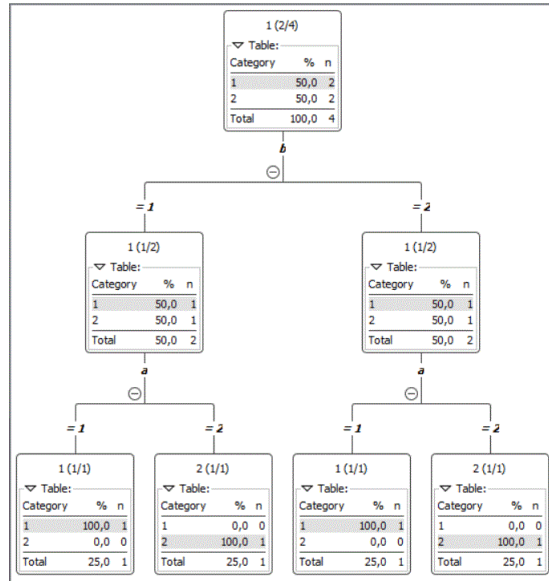 1 (2/4)
Table:
Category % n
1 50,0 2
2 50,0 2
Total 100,0 4
b
= 1
= 2
1 (1/2)
Table:
Category % n
1 50,0 1
2 50,0 1
Total 50,0 2
1 (1/2)
Table:
Category % n
1 50,0 1
2 50,0 1
Total 50,0 2
a
a
= 1
= 2
= 1
= 2
1 (1/1)
Table:
Category % n
1 100,0 1
2 0,0 0
Total 25,0 1
2 (1/1)
Table:
Category % n
1 0,0 0
2 100,0 1
Total 25,0 1
1 (1/1)
Table:
Category % n
1 100,0 1
2 0,0 0
Total 25,0 1
2 (1/1)
Table:
Category % n
1 0,0 0
2 100,0 1
Total 25,0 1